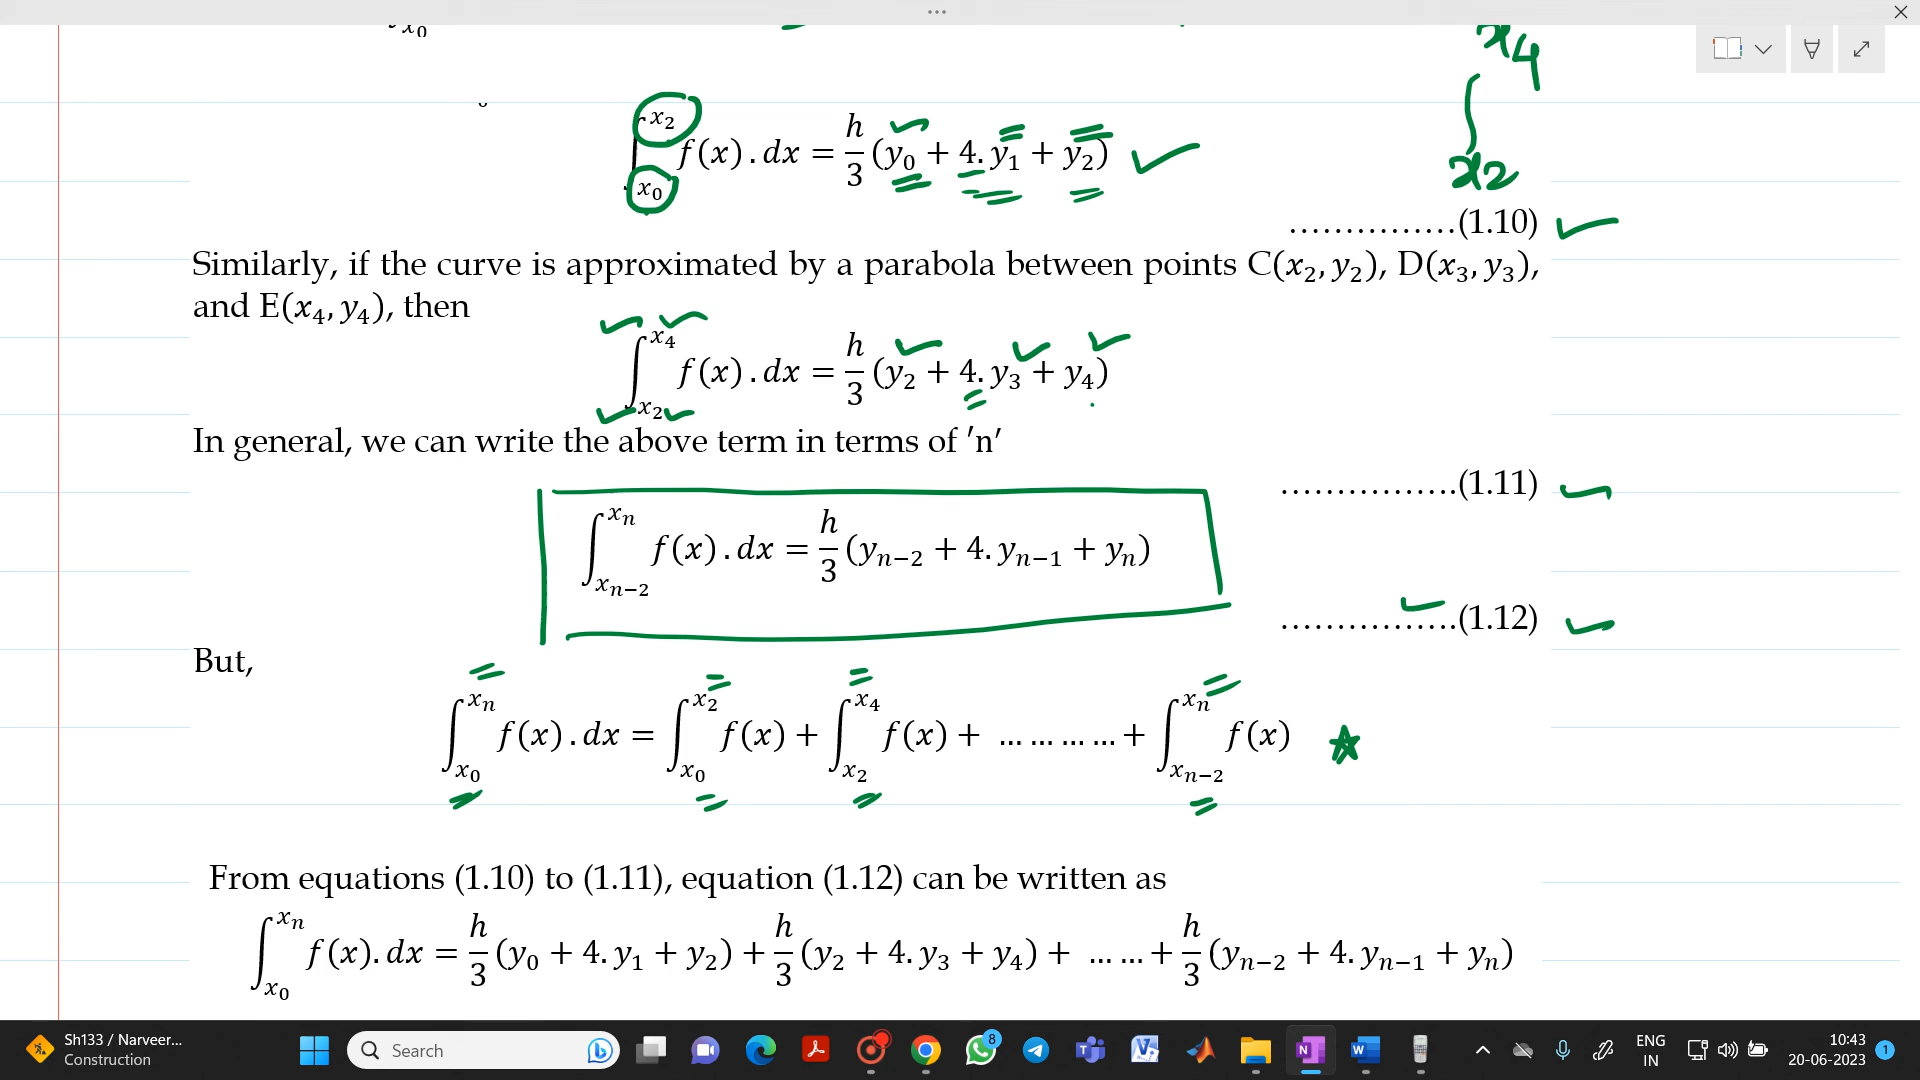 x₀
x₄
∫_{x₀}^{x₂} f(x).dx = h/3 (y₀ + 4.y₁ + y₂)
x₂
...............(1.10)
Similarly, if the curve is approximated by a parabola between points C(x₂, y₂), D(x₃, y₃),
and E(x₄, y₄), then
∫_{x₂}^{x₄} f(x).dx = h/3 (y₂ + 4.y₃ + y₄)
In general, we can write the above term in terms of ′n′
................(1.11)
∫_{xₙ₋₂}^{xₙ} f(x).dx = h/3 (yₙ₋₂ + 4.yₙ₋₁ + yₙ)
................(1.12)
But,
∫_{x₀}^{xₙ} f(x).dx = ∫_{x₀}^{x₂} f(x) + ∫_{x₂}^{x₄} f(x) + ... ... ... ... + ∫_{xₙ₋₂}^{xₙ} f(x)
From equations (1.10) to (1.11), equation (1.12) can be written as
∫_{x₀}^{xₙ} f(x).dx = h/3 (y₀ + 4.y₁ + y₂) + h/3 (y₂ + 4.y₃ + y₄) + ... ... + h/3 (yₙ₋₂ + 4.yₙ₋₁ + yₙ)
Sh133 / Narveer...
Construction
Search
8
ENG
IN
10:43
20-06-2023
1